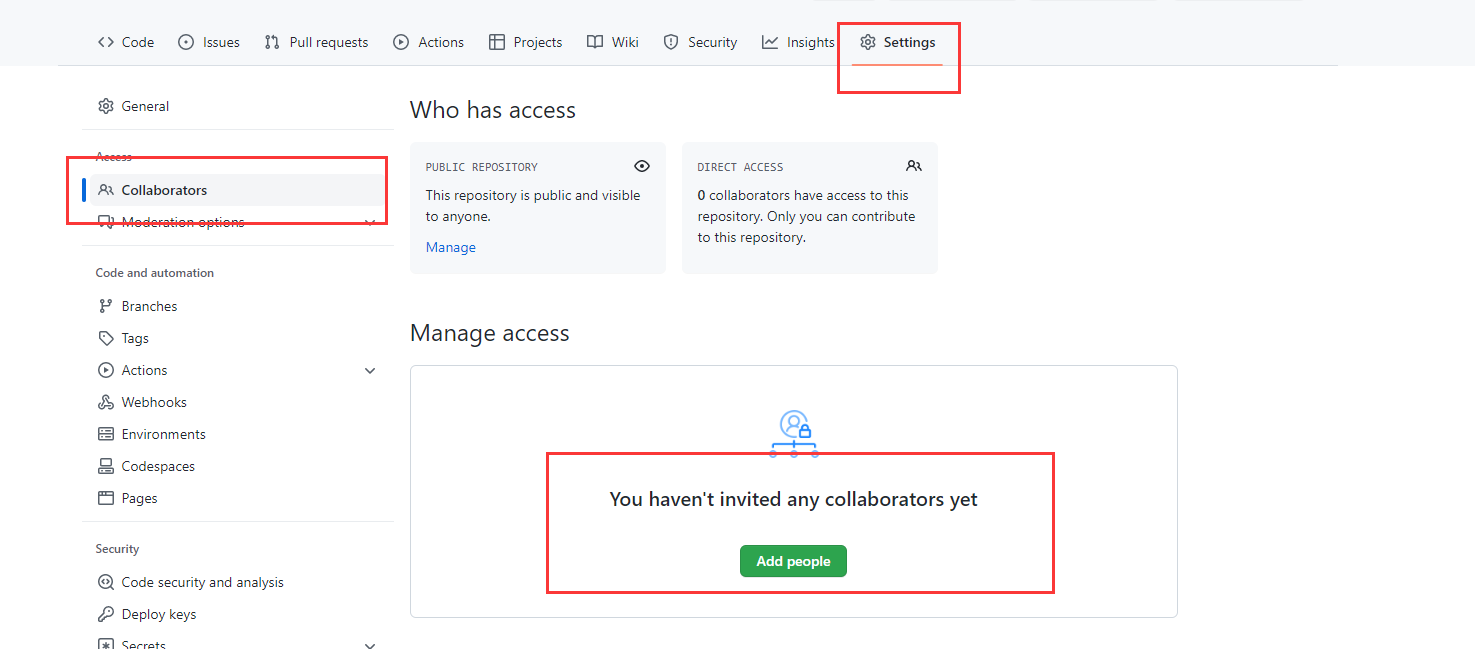 Code Issues Pull requests Actions Projects Wiki Security Insights Settings
General
Access
Collaborators
Moderation options
Code and automation
Branches
Tags
Actions
Webhooks
Environments
Codespaces
Pages
Security
Code security and analysis
Deploy keys
Secrets
Who has access
PUBLIC REPOSITORY
This repository is public and visible
to anyone.
Manage
DIRECT ACCESS
0 collaborators have access to this
repository. Only you can contribute
to this repository.
Manage access
You haven't invited any collaborators yet
Add people